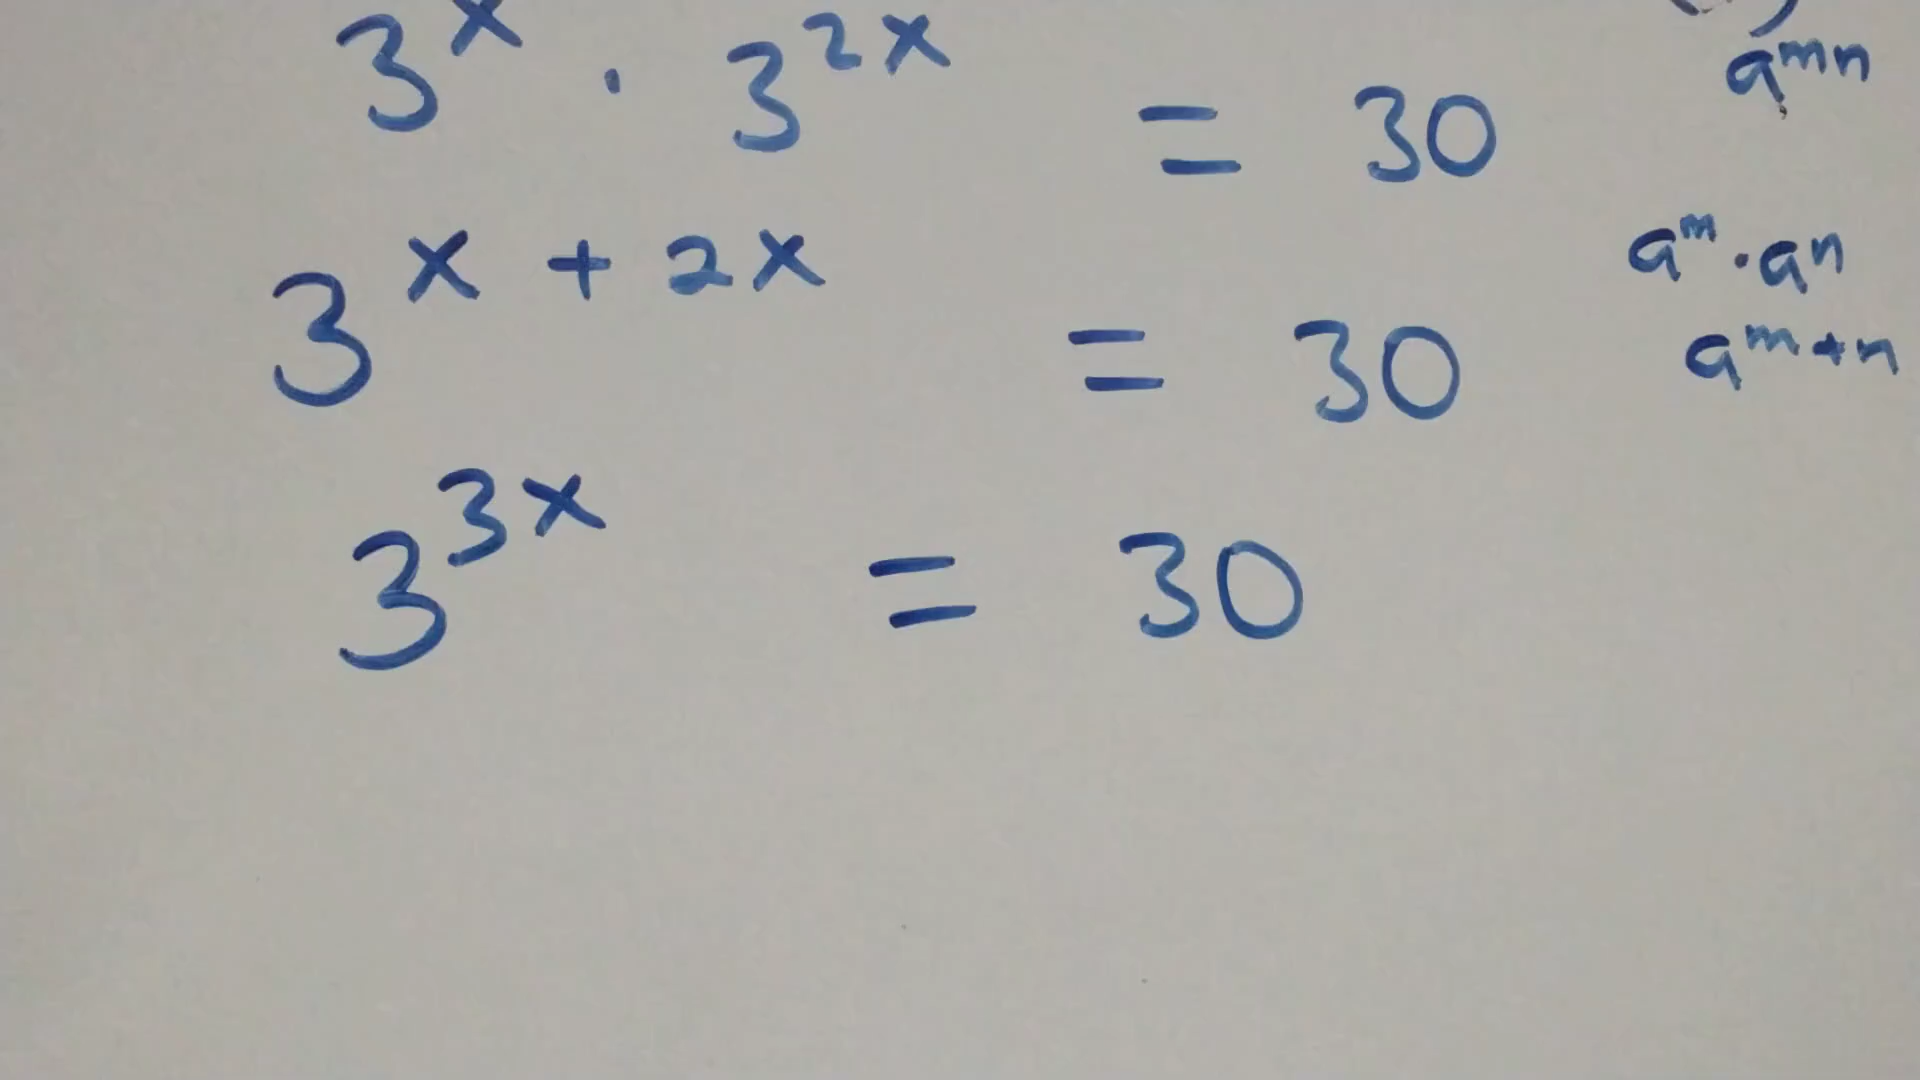 3^x · 3^2x = 30
a^mn
3^x + 2x = 30
a^m · a^n
a^m+n
3^3x = 30